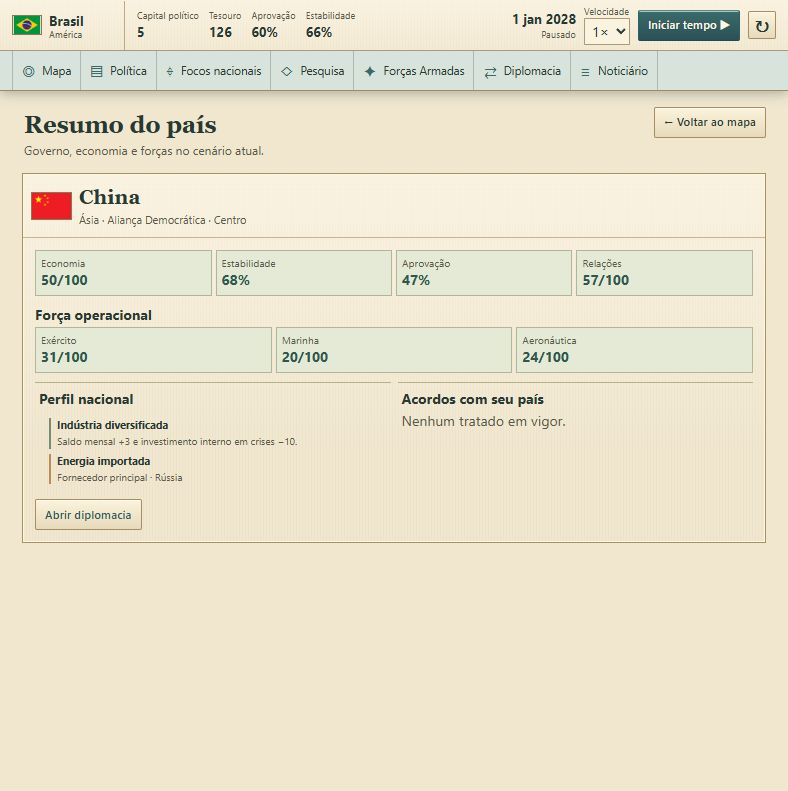 Brasil
América
Capital político
5
Tesouro
126
Aprovação
60%
Estabilidade
66%
1 jan 2028
Pausado
Velocidade
1×
Iniciar tempo ▶
↻
Mapa
Política
Focos nacionais
Pesquisa
Forças Armadas
Diplomacia
Noticiário
Resumo do país
Governo, economia e forças no cenário atual.
← Voltar ao mapa
China
Ásia · Aliança Democrática · Centro
Economia
50/100
Estabilidade
68%
Aprovação
47%
Relações
57/100
Força operacional
Exército
31/100
Marinha
20/100
Aeronáutica
24/100
Perfil nacional
Indústria diversificada
Saldo mensal +3 e investimento interno em crises −10.
Energia importada
Fornecedor principal · Rússia
Acordos com seu país
Nenhum tratado em vigor.
Abrir diplomacia